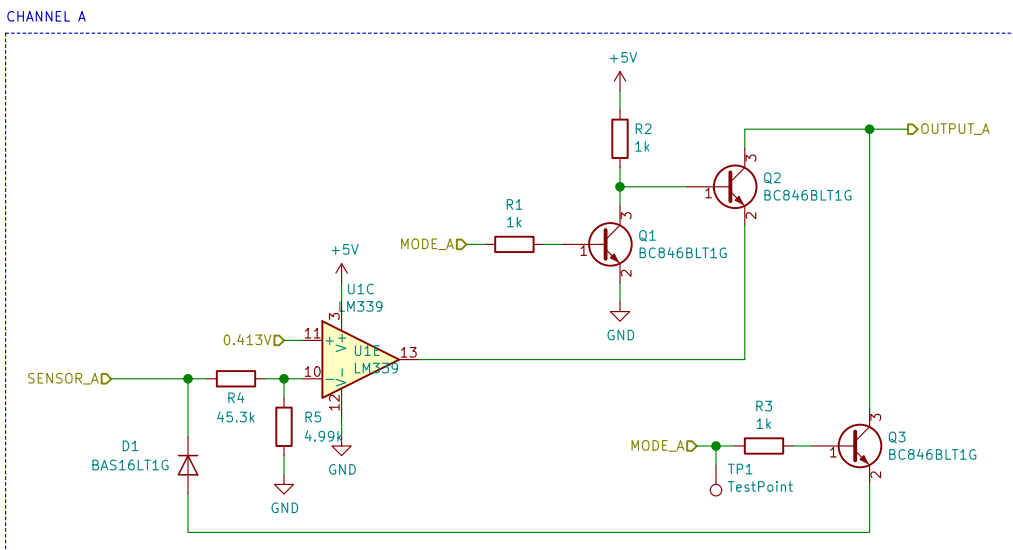 CHANNEL A
+5V
R2
1k
OUTPUT_A
3
Q2
BC846BLT1G
1
2
R1
1k
MODE_A
3
Q1
BC846BLT1G
1
2
GND
+5V
U1C
LM339
3
0.413V
11
+
V+
U1E
LM339
13
SENSOR_A
10
V-
12
R4
45.3k
R5
4.99k
GND
GND
D1
BAS16LT1G
R3
1k
MODE_A
3
Q3
BC846BLT1G
1
2
TP1
TestPoint